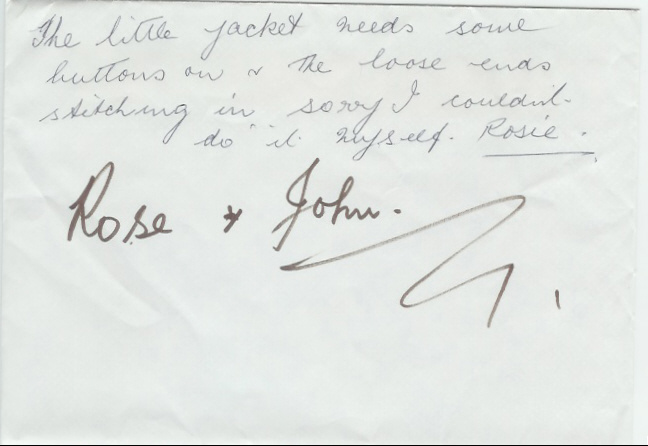 The little jacket needs some
buttons on & the loose ends
stitching in sorry I couldn't
do it myself. Rosie.
Rose & John.